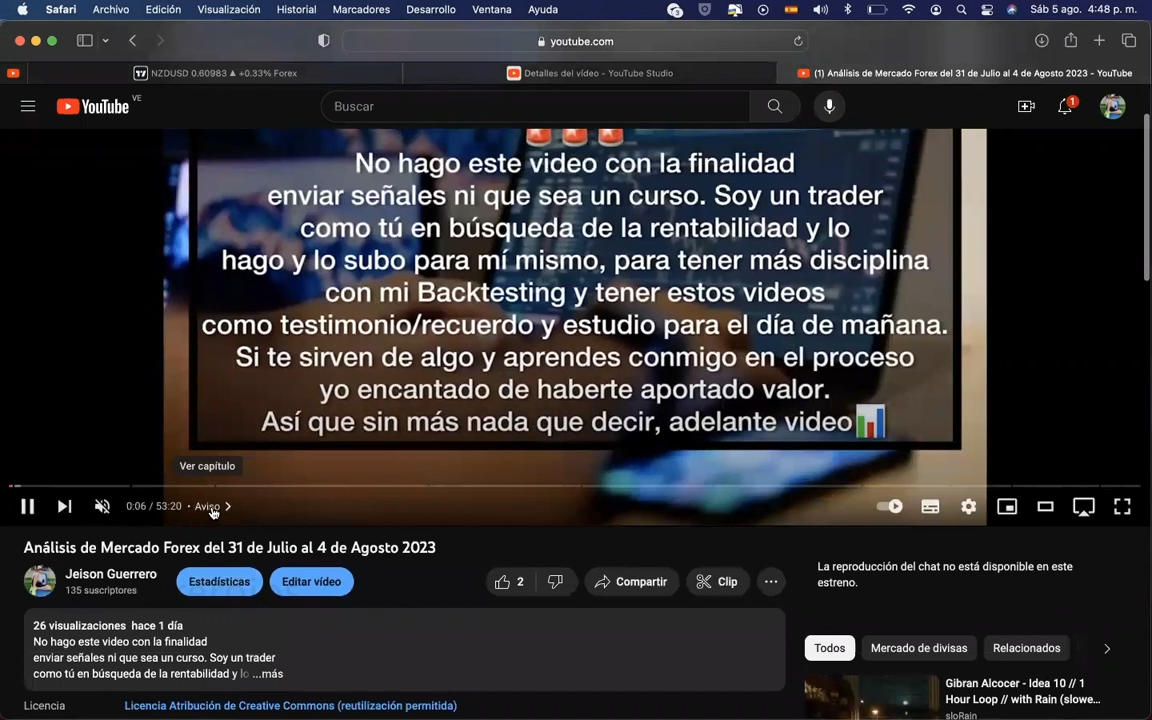 Safari Archivo Edición Visualización Historial Marcadores Desarrollo Ventana Ayuda Sáb 5 ago. 4:48 p. m.
youtube.com
NZDUSD 0.60983 ▲ +0.33% Forex Detalles del vídeo - YouTube Studio (1) Análisis de Mercado Forex del 31 de Julio al 4 de Agosto 2023 - YouTube
YouTube VE Buscar 1
No hago este video con la finalidad
enviar señales ni que sea un curso. Soy un trader
como tú en búsqueda de la rentabilidad y lo
hago y lo subo para mí mismo, para tener más disciplina
con mi Backtesting y tener estos videos
como testimonio/recuerdo y estudio para el día de mañana.
Si te sirven de algo y aprendes conmigo en el proceso
yo encantado de haberte aportado valor.
Así que sin más nada que decir, adelante video📊
Ver capítulo
0:06 / 53:20 • Aviso
Análisis de Mercado Forex del 31 de Julio al 4 de Agosto 2023
Jeison Guerrero
135 suscriptores
Estadísticas Editar vídeo 2 Compartir Clip
La reproducción del chat no está disponible en este
estreno.
26 visualizaciones hace 1 día
No hago este video con la finalidad
enviar señales ni que sea un curso. Soy un trader
como tú en búsqueda de la rentabilidad y lo ...más
Licencia Licencia Atribución de Creative Commons (reutilización permitida)
Todos Mercado de divisas Relacionados
Gibran Alcocer - Idea 10 // 1
Hour Loop // with Rain (slowe...
sloRain